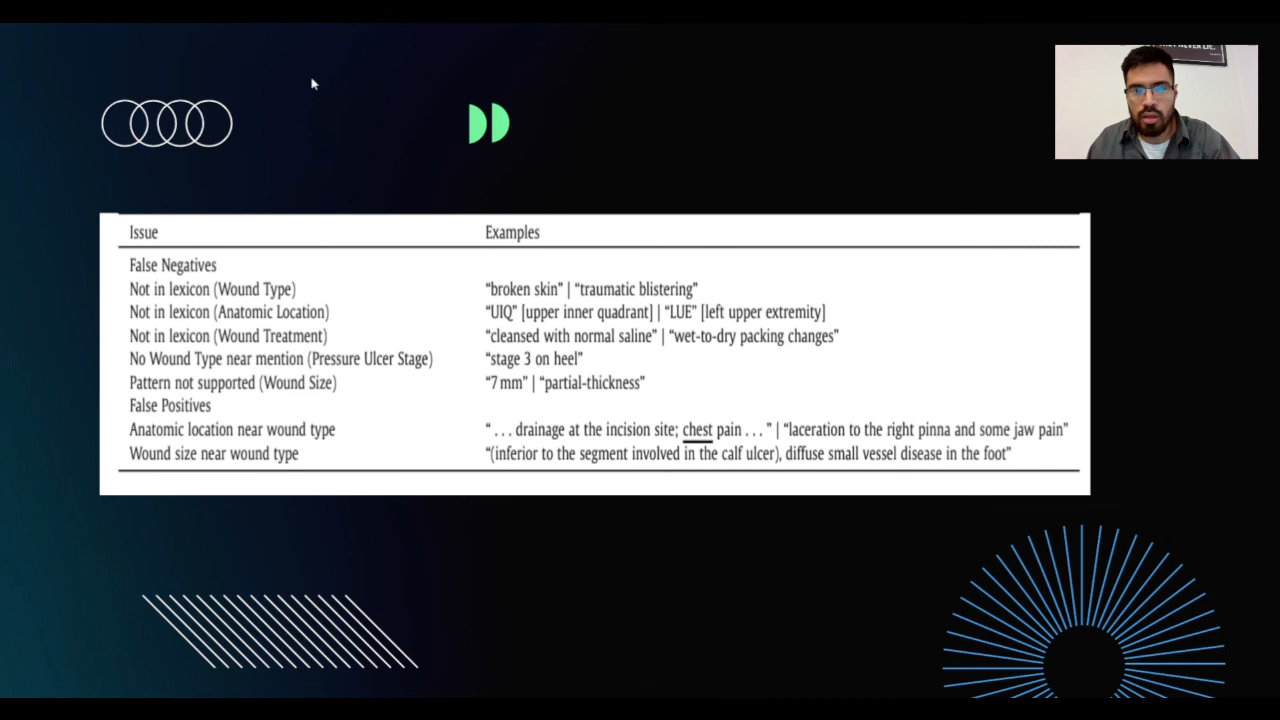 THEY NEVER LIE.
Issue Examples
False Negatives
Not in lexicon (Wound Type) “broken skin” | “traumatic blistering”
Not in lexicon (Anatomic Location) “UIQ” [upper inner quadrant] | “LUE” [left upper extremity]
Not in lexicon (Wound Treatment) “cleansed with normal saline” | “wet-to-dry packing changes”
No Wound Type near mention (Pressure Ulcer Stage) “stage 3 on heel”
Pattern not supported (Wound Size) “7 mm” | “partial-thickness”
False Positives
Anatomic location near wound type “ . . . drainage at the incision site; chest pain . . . ” | “laceration to the right pinna and some jaw pain”
Wound size near wound type “(inferior to the segment involved in the calf ulcer), diffuse small vessel disease in the foot”